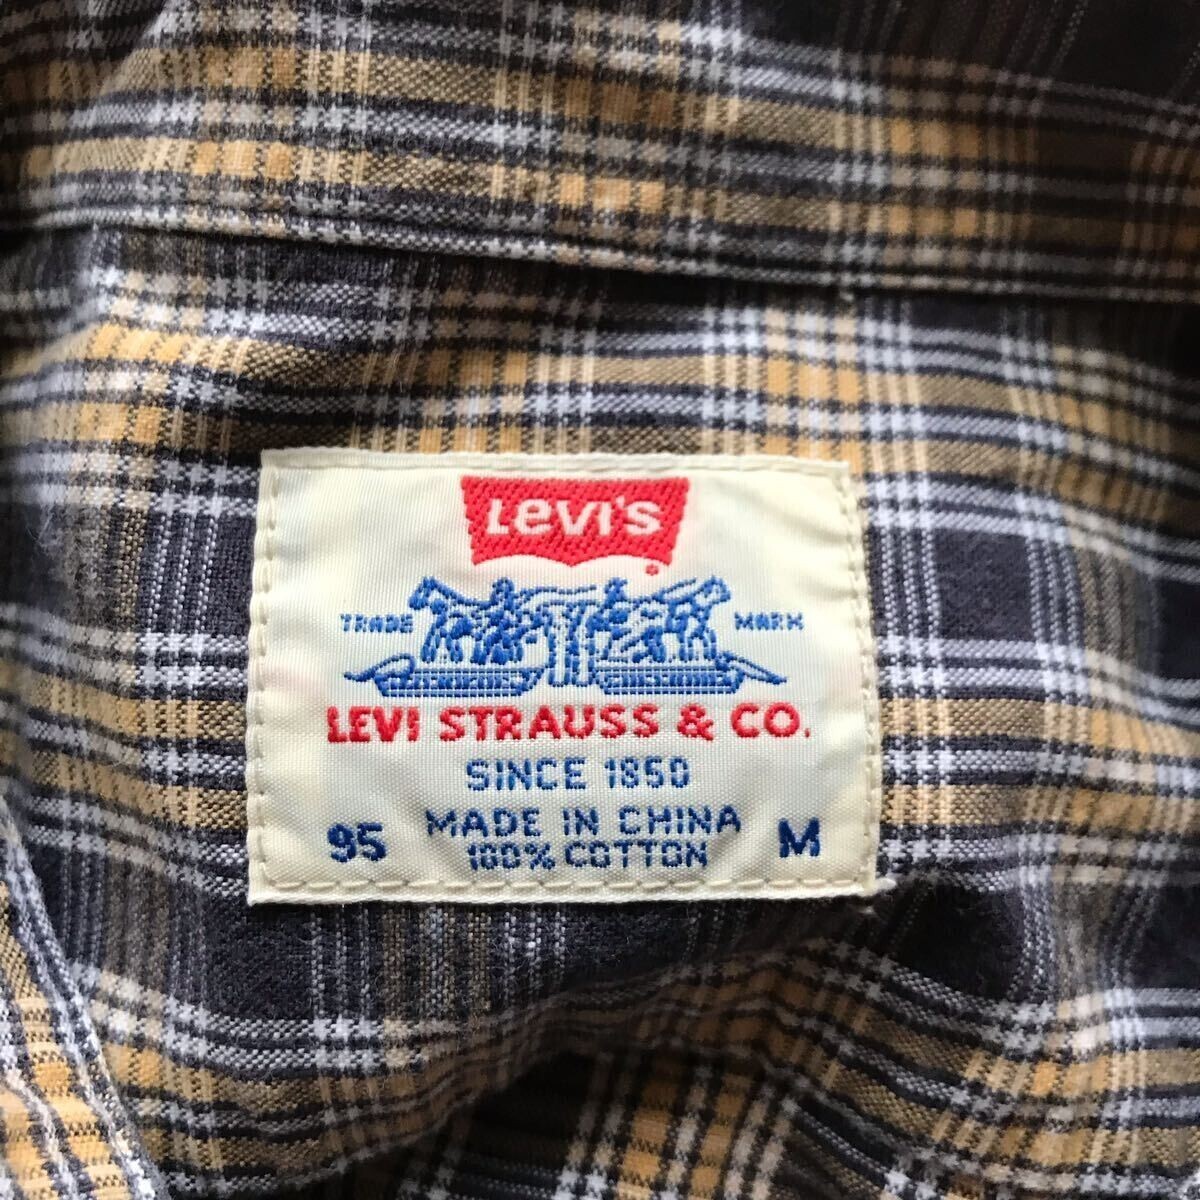 Levi's
TRADE MARK
LEVI STRAUSS & CO.
SINCE 1850
MADE IN CHINA
95 100% COTTON M